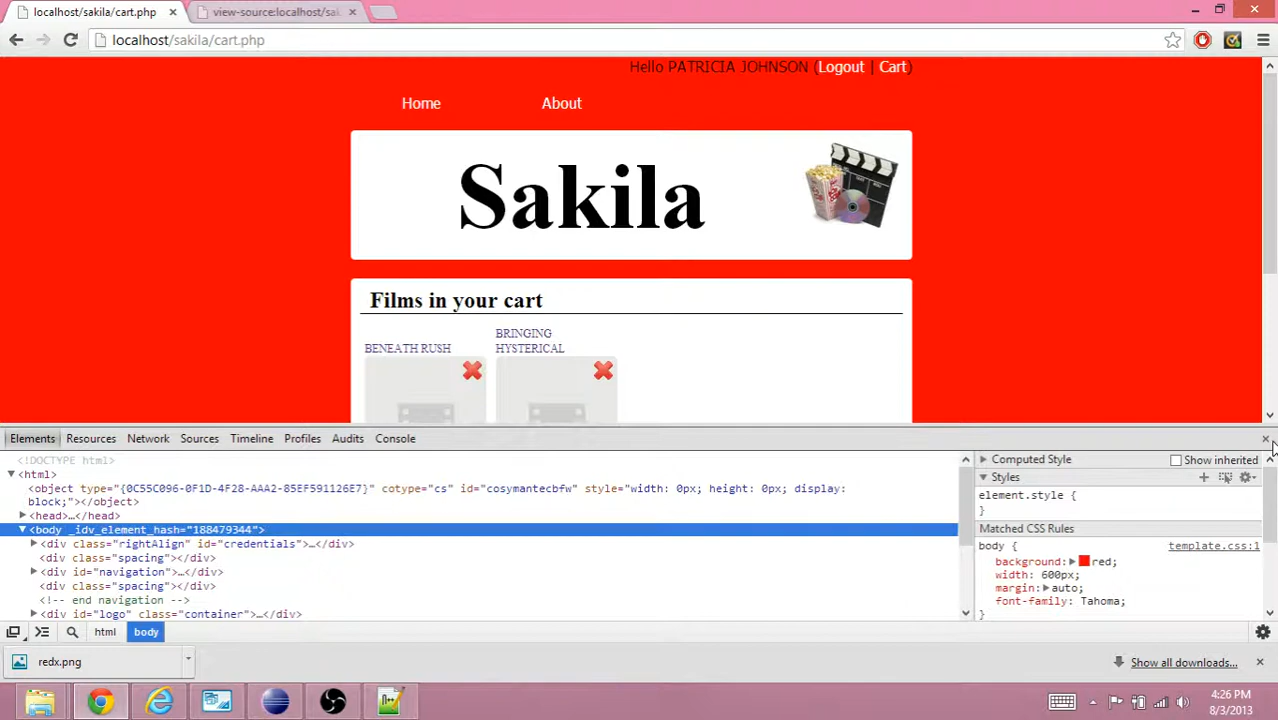 localhost/sakila/cart.php
view-source:localhost/sa
localhost/sakila/cart.php
Hello PATRICIA JOHNSON (Logout | Cart)
Home About
Sakila
Films in your cart
BENEATH RUSH
BRINGING
HYSTERICAL
Elements Resources Network Sources Timeline Profiles Audits Console
<!DOCTYPE html>
<html>
<object type="{0C55C096-0F1D-4F28-AAA2-85EF591126E7}" cotype="cs" id="cosymantecbfw" style="width: 0px; height: 0px; display:
block;"></object>
<head>…</head>
<body _idv_element_hash="188479344">
<div class="rightAlign" id="credentials">…</div>
<div class="spacing"></div>
<div id="navigation">…</div>
<div class="spacing"></div>
<!-- end navigation -->
<div id="logo" class="container">…</div>
Computed Style Show inherited
Styles
element.style {
}
Matched CSS Rules
body { template.css:1
background: red;
width: 600px;
margin: auto;
font-family: Tahoma;
}
html body
redx.png
Show all downloads...
4:26 PM
8/3/2013